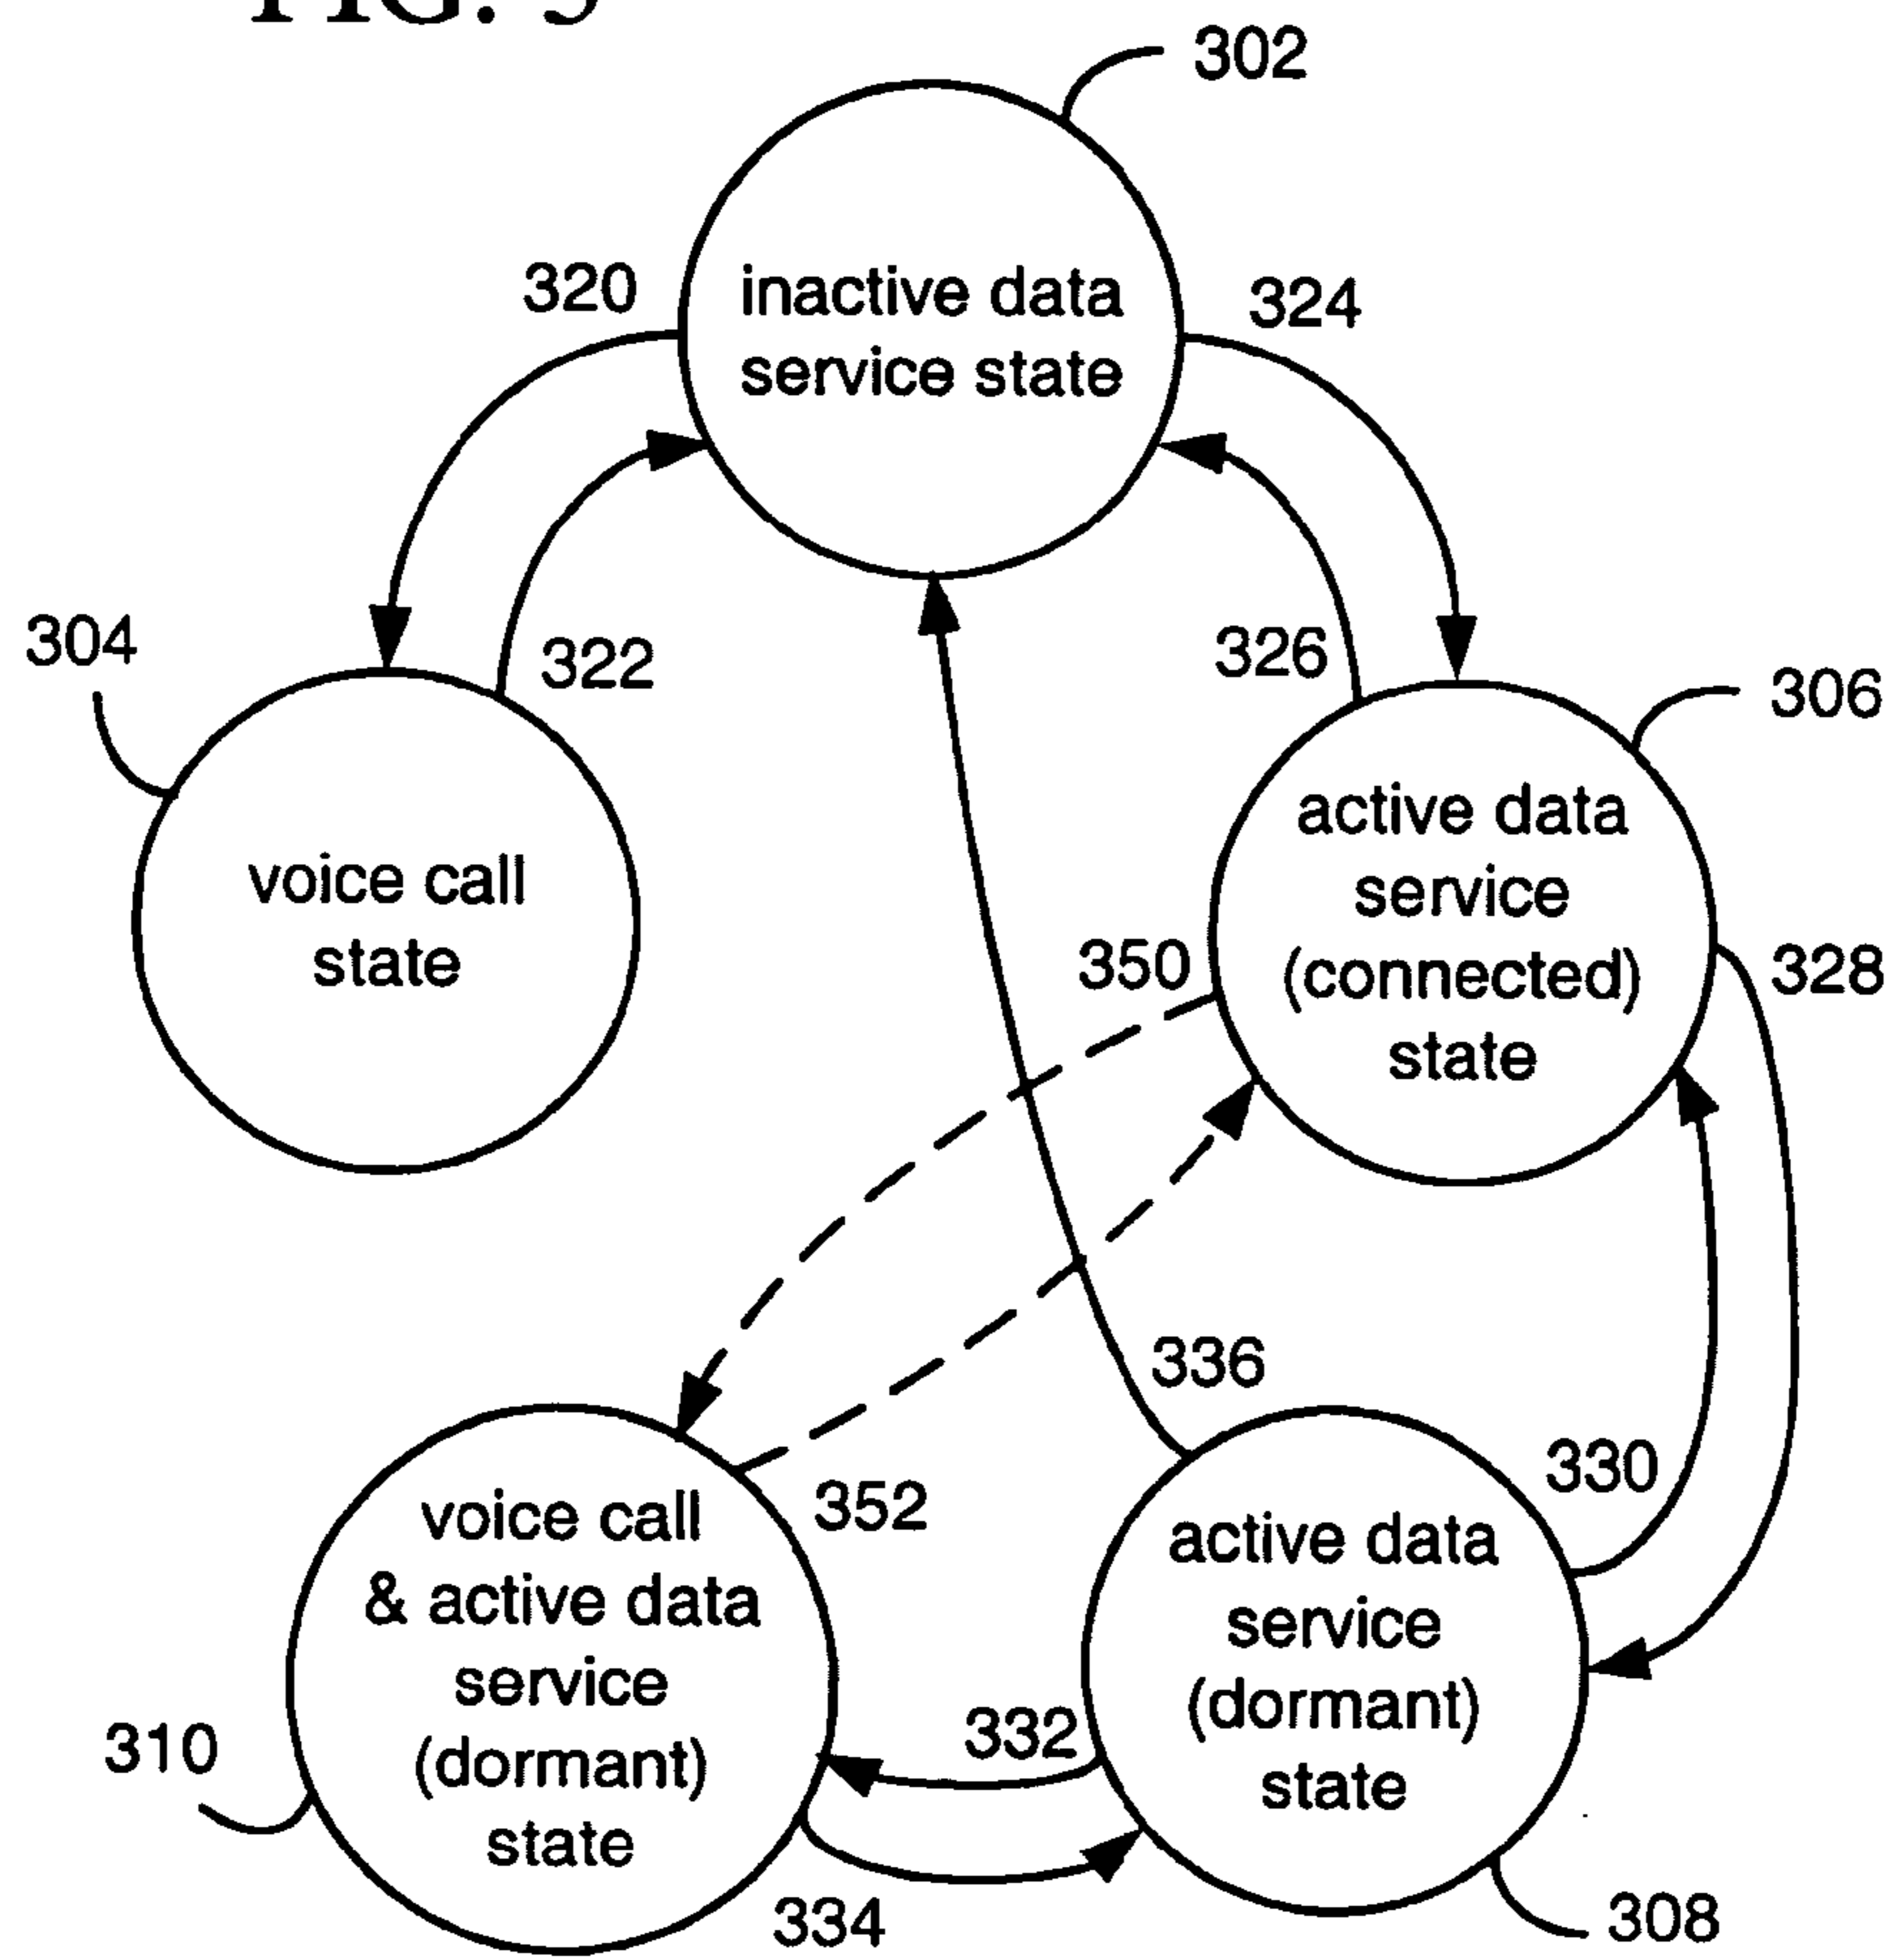 FIG. 3
302
320
inactive data
service state
324
304
322
326
306
voice call
state
active data
service
(connected)
state
350
328
336
330
352
voice call
& active data
service
(dormant)
state
active data
service
(dormant)
state
310
332
334
308